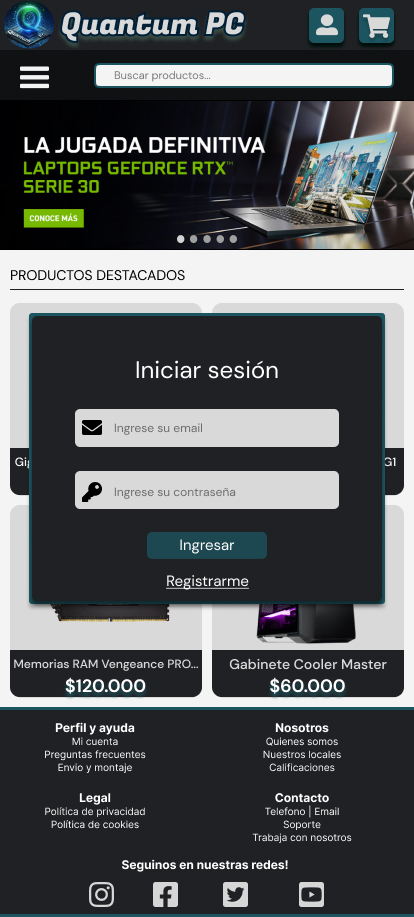 Quantum PC
Buscar productos...
LA JUGADA DEFINITIVA
LAPTOPS GEFORCE RTX™
SERIE 30
CONOCE MÁS
PRODUCTOS DESTACADOS
Iniciar sesión
Ingrese su email
Gig
G1
Ingrese su contraseña
Ingresar
Registrarme
Memorias RAM Vengeance PRO...
Gabinete Cooler Master
$120.000
$60.000
Perfil y ayuda
Mi cuenta
Preguntas frecuentes
Envio y montaje
Nosotros
Quienes somos
Nuestros locales
Calificaciones
Legal
Política de privacidad
Política de cookies
Contacto
Telefono | Email
Soporte
Trabaja con nosotros
Seguinos en nuestras redes!